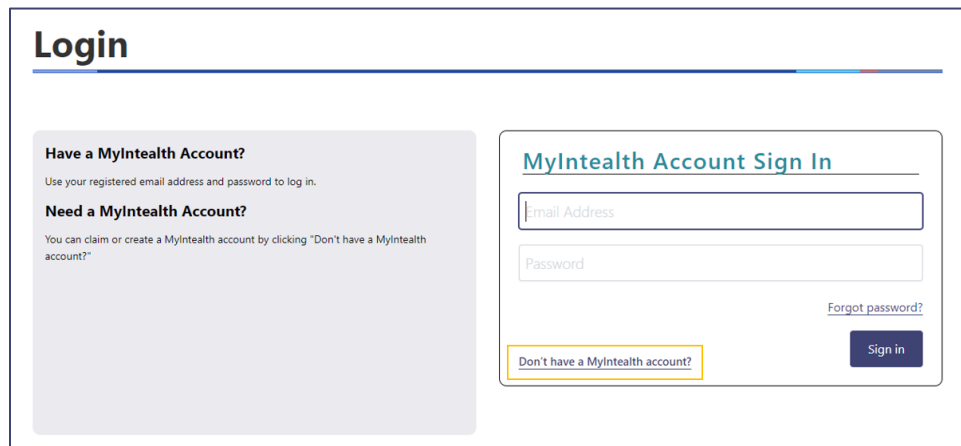 Login
Have a MyIntealth Account?
Use your registered email address and password to log in.
Need a MyIntealth Account?
You can claim or create a MyIntealth account by clicking "Don't have a MyIntealth
account?"
MyIntealth Account Sign In
Email Address
Password
Forgot password?
Sign in
Don't have a MyIntealth account?